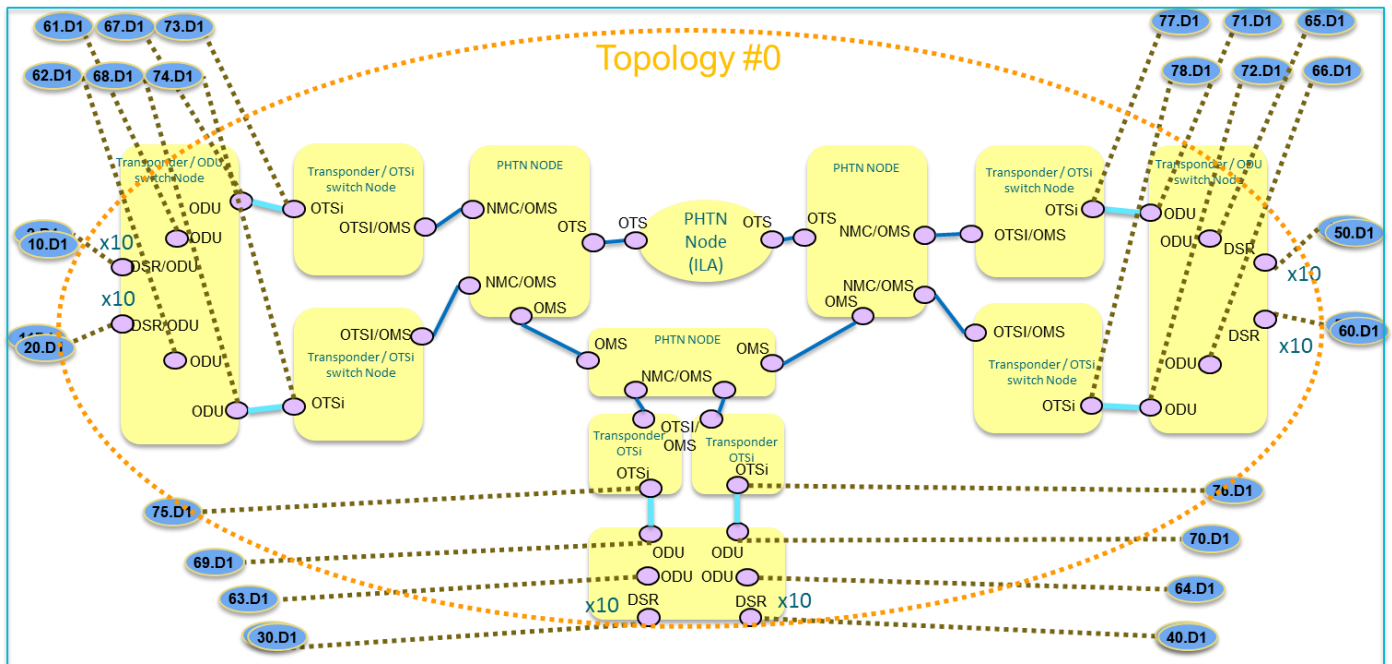 61.D1
67.D1
73.D1
77.D1
71.D1
65.D1
62.D1
68.D1
74.D1
78.D1
72.D1
66.D1
Topology #0
Transponder / ODU
switch Node
Transponder / OTSi
switch Node
PHTN NODE
PHTN NODE
Transponder / OTSi
switch Node
Transponder / ODU
switch Node
ODU
OTSi
NMC/OMS
OTSI/OMS
OTS
OTS
PHTN
Node
(ILA)
OTS
OTS
NMC/OMS
OTSI/OMS
OTSi
ODU
ODU
ODU
DSR
50.D1
10.D1
x10
DSR/ODU
x10
x10
DSR/ODU
20.D1
NMC/OMS
OMS
NMC/OMS
OMS
DSR
60.D1
x10
OTSI/OMS
Transponder / OTSi
switch Node
OMS
PHTN NODE
OMS
NMC/OMS
OTSI/OMS
Transponder / OTSi
switch Node
ODU
ODU
ODU
OTSi
OTSi
ODU
OTSI/
OMS
Transponder
OTSi
Transponder
OTSi
OTSi
75.D1
76.D1
69.D1
ODU
ODU
70.D1
63.D1
ODU
ODU
64.D1
x10
DSR
DSR
x10
30.D1
40.D1